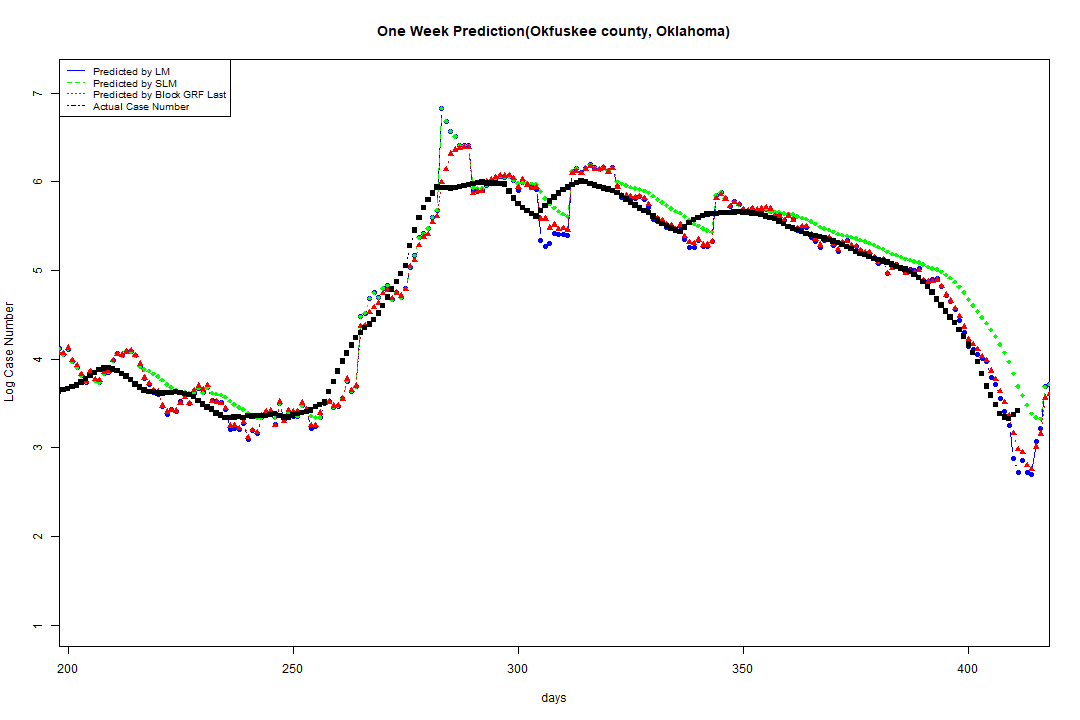 One Week Prediction(Okfuskee county, Oklahoma)
Predicted by LM
Predicted by SLM
Predicted by Block GRF Last
Actual Case Number
7
6
5
4
3
2
1
Log Case Number
200 250 300 350 400
days